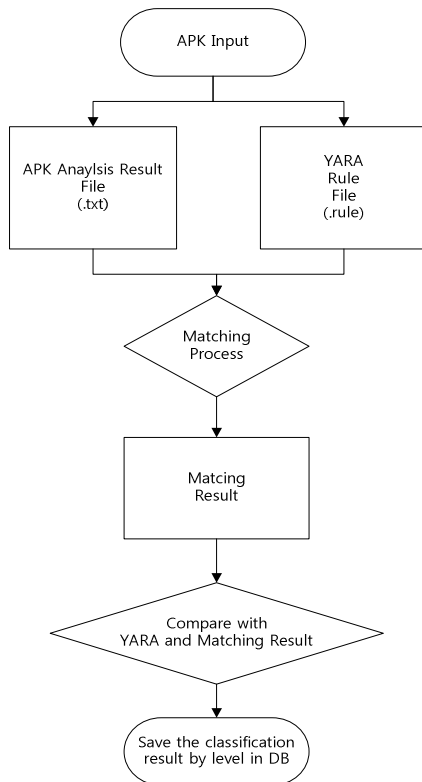 APK Input
APK Anaylsis Result
File
(.txt)
YARA
Rule
File
(.rule)
Matching
Process
Matcing
Result
Compare with
YARA and Matching Result
Save the classification
result by level in DB